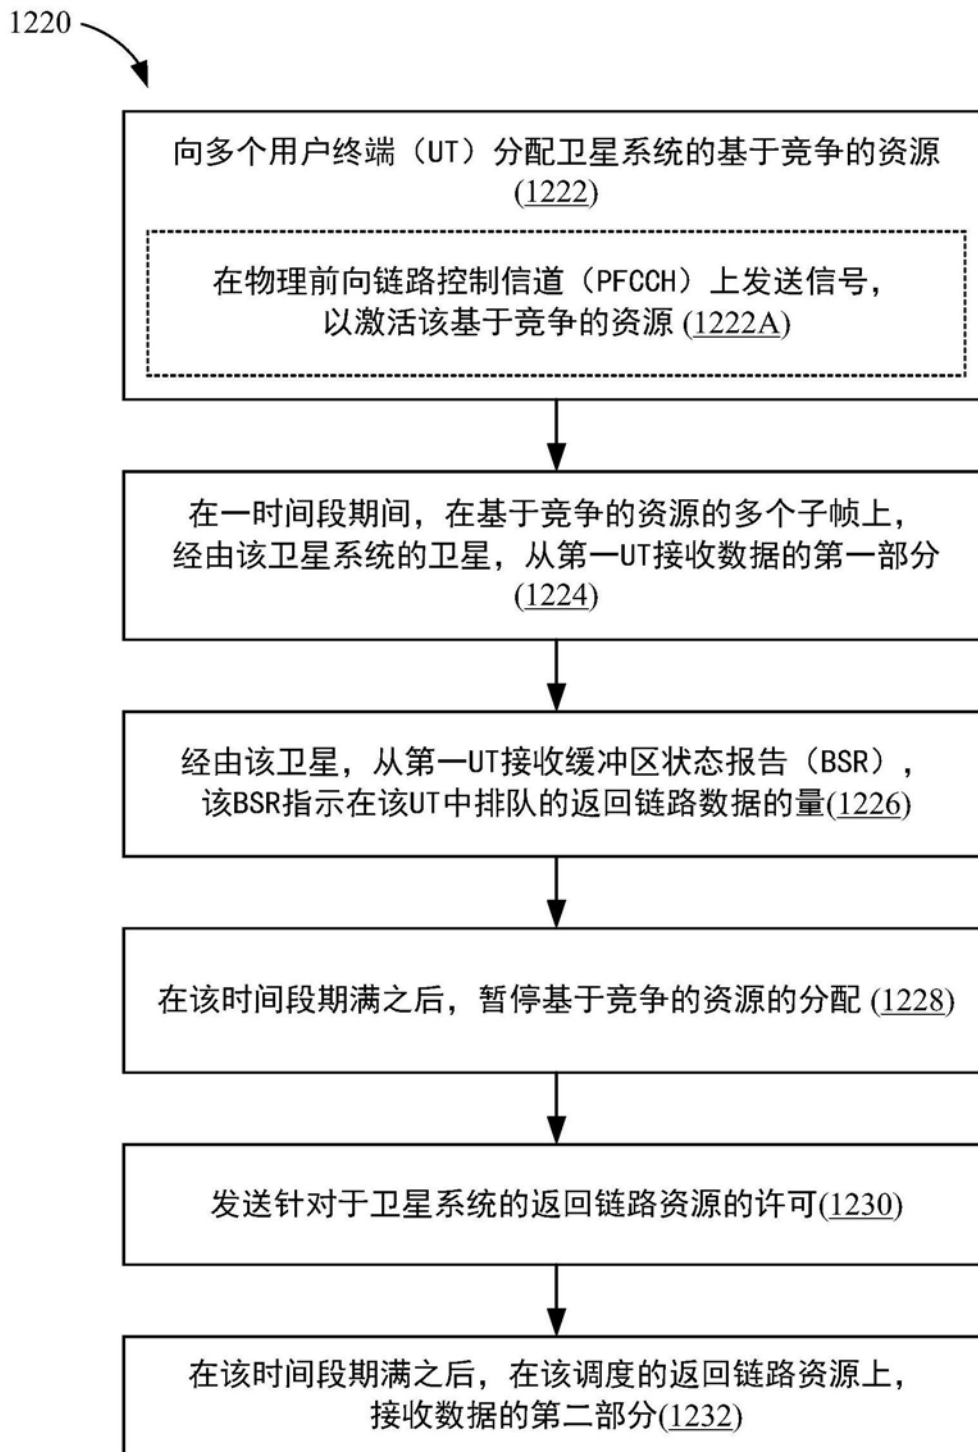 1220
向多个用户终端（UT）分配卫星系统的基于竞争的资源
(1222)
在物理前向链路控制信道（PFCCH）上发送信号，
以激活该基于竞争的资源 (1222A)
在一时间段期间，在基于竞争的资源的多个子帧上，
经由该卫星系统的卫星，从第一UT接收数据的第一部分
(1224)
经由该卫星，从第一UT接收缓冲区状态报告（BSR），
该BSR指示在该UT中排队的返回链路数据的量(1226)
在该时间段期满之后，暂停基于竞争的资源的分配 (1228)
发送针对于卫星系统的返回链路资源的许可(1230)
在该时间段期满之后，在该调度的返回链路资源上，
接收数据的第二部分(1232)